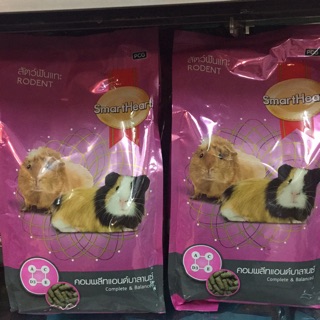 PCG
สัตว์ฟันแทะ
RODENT
SmartHeart
คอมพลีทแอนด์บาลานซ์
Complete & Balanced
สัตว์ฟันแทะ
RODENT
SmartHeart
คอมพลีทแอนด์บาลานซ์
Complete & Balanced